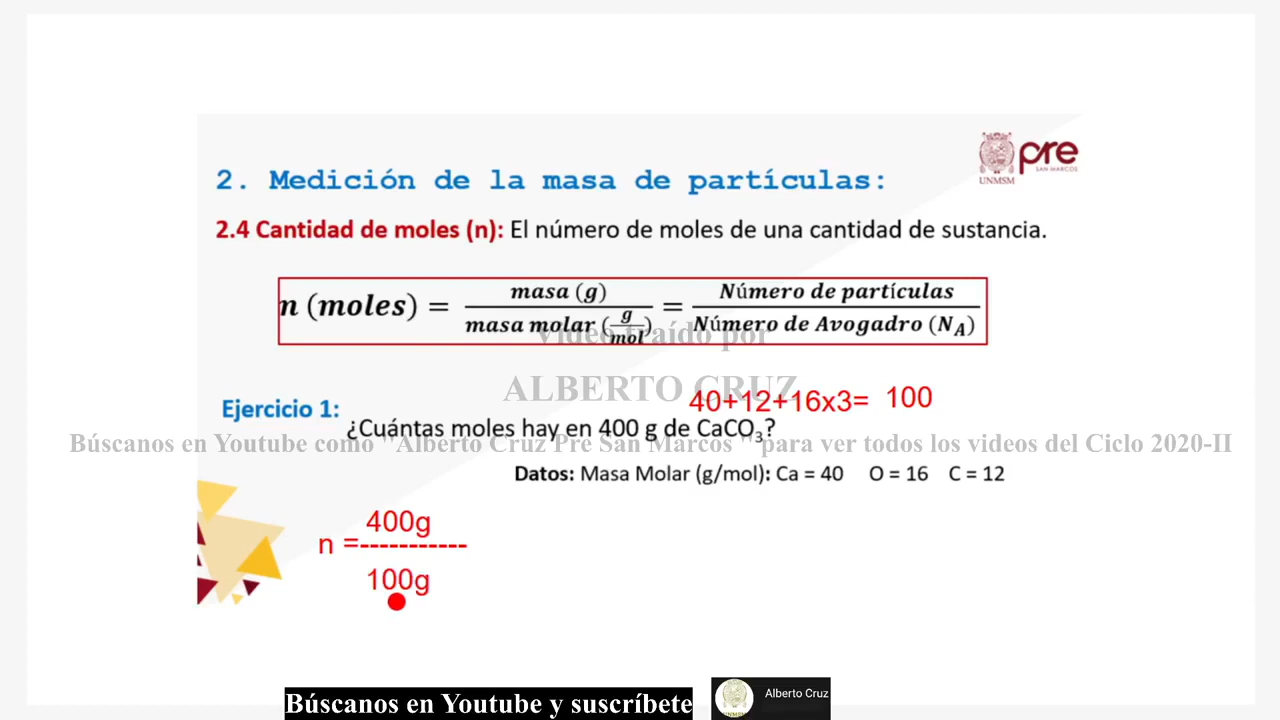 pre
SAN MARCOS
UNMSM
2. Medición de la masa de partículas:
2.4 Cantidad de moles (n): El número de moles de una cantidad de sustancia.
n (moles) = masa (g) / masa molar (g/mol) = Número de partículas / Número de Avogadro (N_A)
Video traído por
ALBERTO CRUZ
40+12+16x3= 100
Ejercicio 1:
¿Cuántas moles hay en 400 g de CaCO₃?
Búscanos en Youtube como "Alberto Cruz Pre San Marcos " para ver todos los videos del Ciclo 2020-II
Datos: Masa Molar (g/mol): Ca = 40 O = 16 C = 12
400g
n =-----------
100g
Búscanos en Youtube y suscríbete
Alberto Cruz